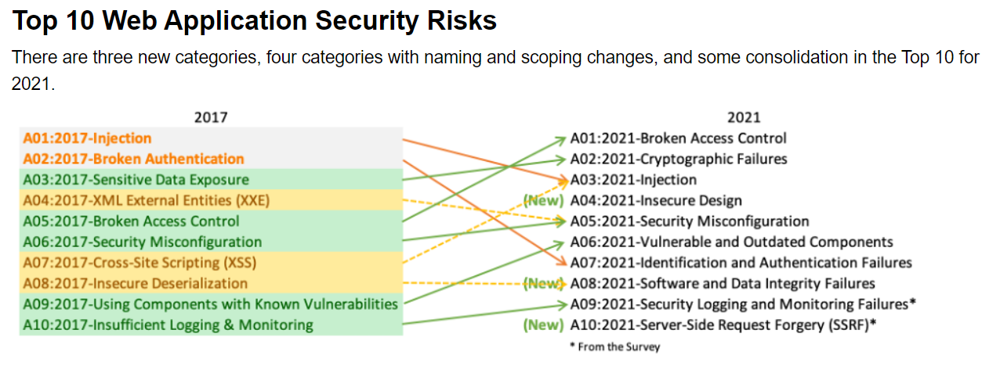 Top 10 Web Application Security Risks
There are three new categories, four categories with naming and scoping changes, and some consolidation in the Top 10 for
2021.
2017
A01:2017-Injection
A02:2017-Broken Authentication
A03:2017-Sensitive Data Exposure
A04:2017-XML External Entities (XXE)
A05:2017-Broken Access Control
A06:2017-Security Misconfiguration
A07:2017-Cross-Site Scripting (XSS)
A08:2017-Insecure Deserialization
A09:2017-Using Components with Known Vulnerabilities
A10:2017-Insufficient Logging & Monitoring
2021
A01:2021-Broken Access Control
A02:2021-Cryptographic Failures
A03:2021-Injection
(New) A04:2021-Insecure Design
A05:2021-Security Misconfiguration
A06:2021-Vulnerable and Outdated Components
A07:2021-Identification and Authentication Failures
(New) A08:2021-Software and Data Integrity Failures
A09:2021-Security Logging and Monitoring Failures*
(New) A10:2021-Server-Side Request Forgery (SSRF)*
* From the Survey